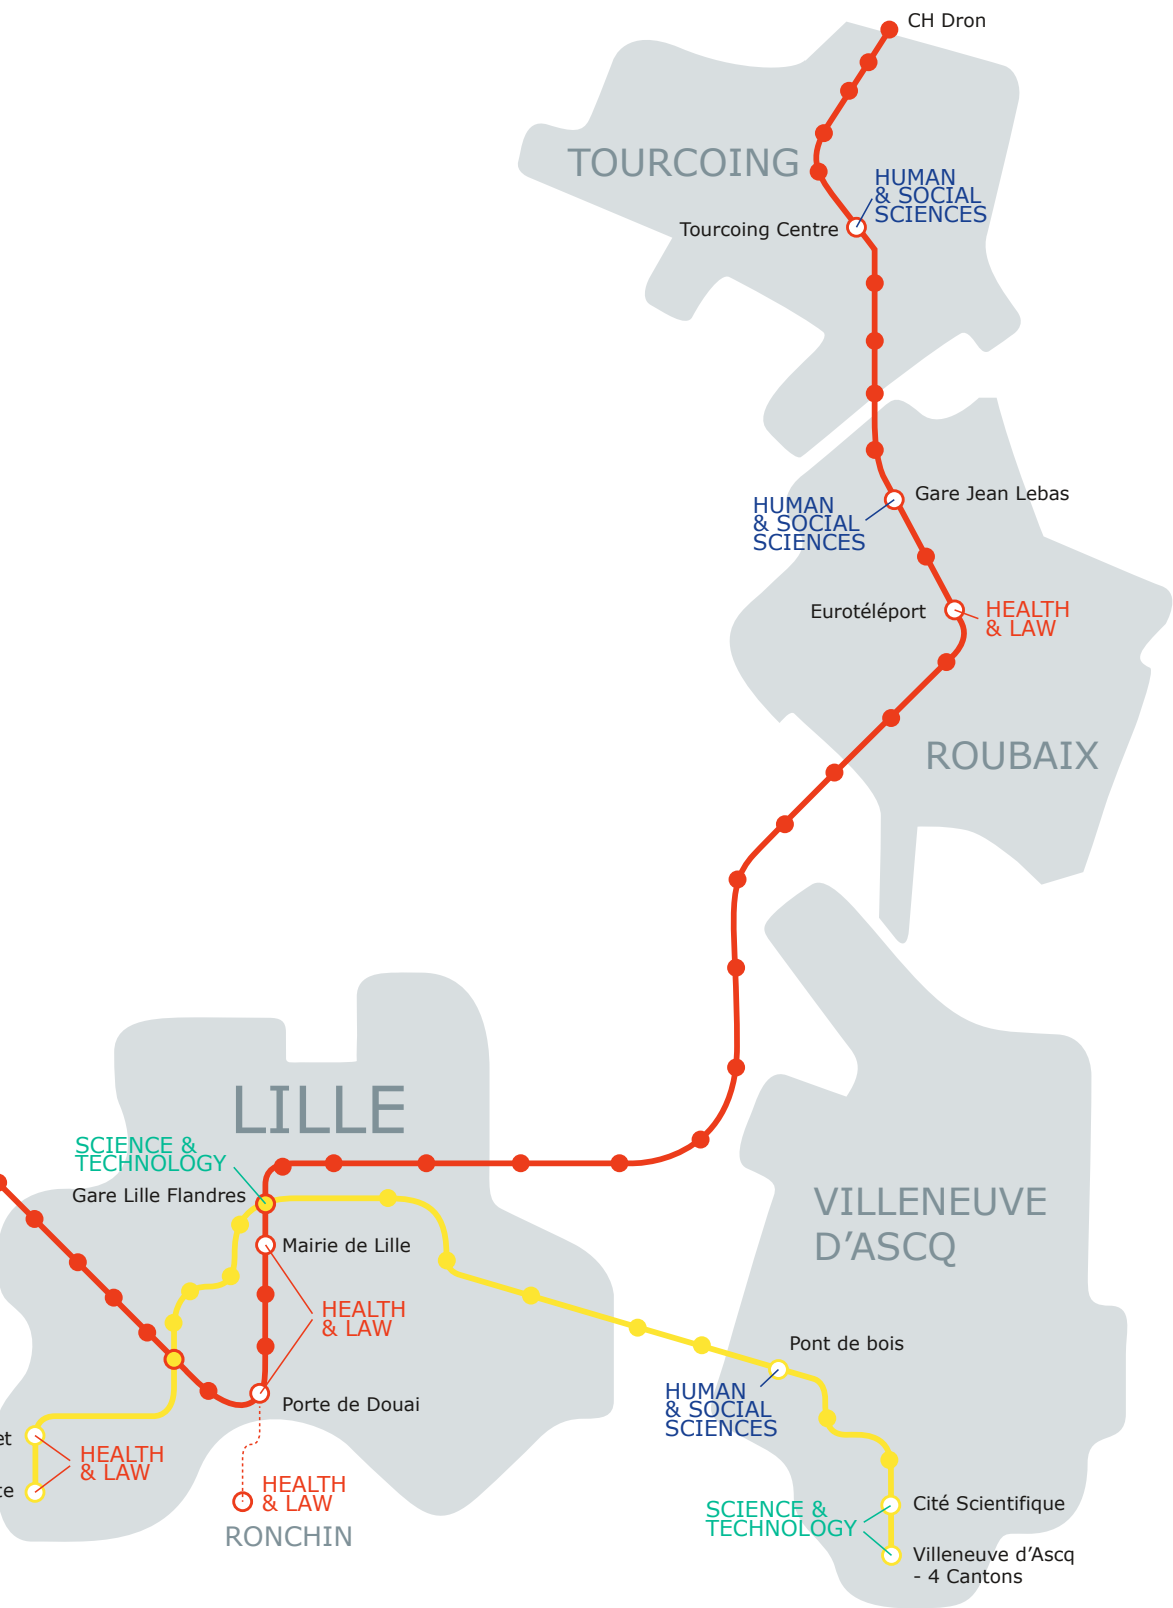 CH Dron
TOURCOING
HUMAN
& SOCIAL
SCIENCES
Tourcoing Centre
Gare Jean Lebas
HUMAN
& SOCIAL
SCIENCES
Eurotéléport
HEALTH
& LAW
ROUBAIX
LILLE
SCIENCE &
TECHNOLOGY
Gare Lille Flandres
VILLENEUVE
D’ASCQ
Mairie de Lille
HEALTH
& LAW
Pont de bois
HUMAN
& SOCIAL
SCIENCES
Porte de Douai
et
HEALTH
& LAW
te
HEALTH
& LAW
RONCHIN
SCIENCE &
TECHNOLOGY
Cité Scientifique
Villeneuve d’Ascq
- 4 Cantons